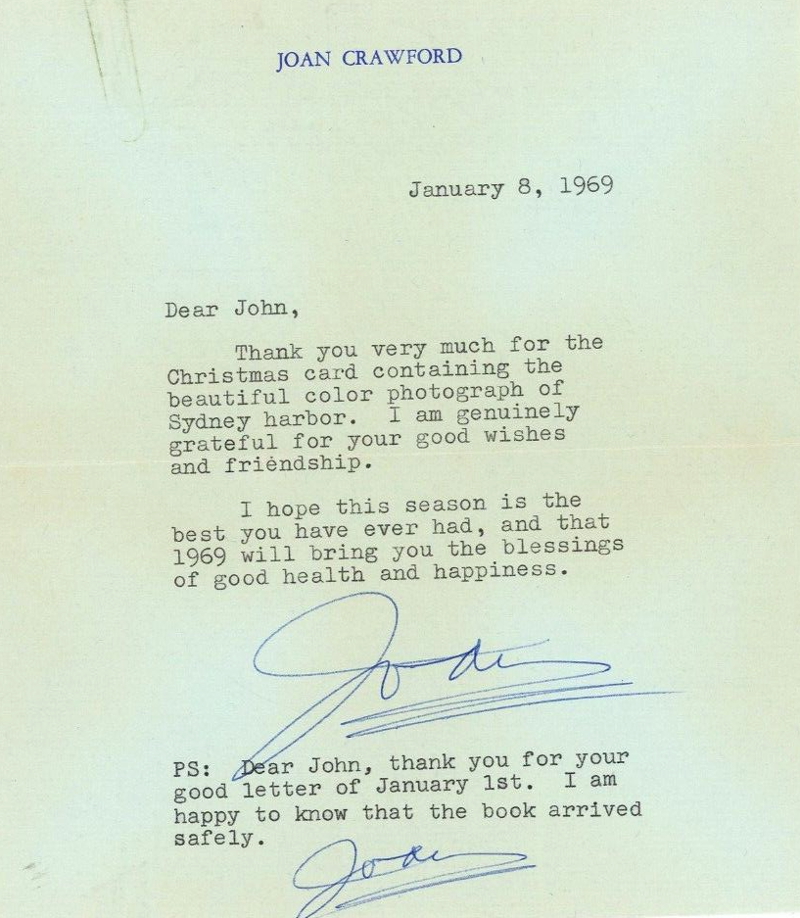 JOAN CRAWFORD
January 8, 1969
Dear John,
Thank you very much for the
Christmas card containing the
beautiful color photograph of
Sydney harbor.  I am genuinely
grateful for your good wishes
and friendship.
I hope this season is the
best you have ever had, and that
1969 will bring you the blessings
of good health and happiness.
Joan
PS:  Dear John, thank you for your
good letter of January 1st.  I am
happy to know that the book arrived
safely.
Joan